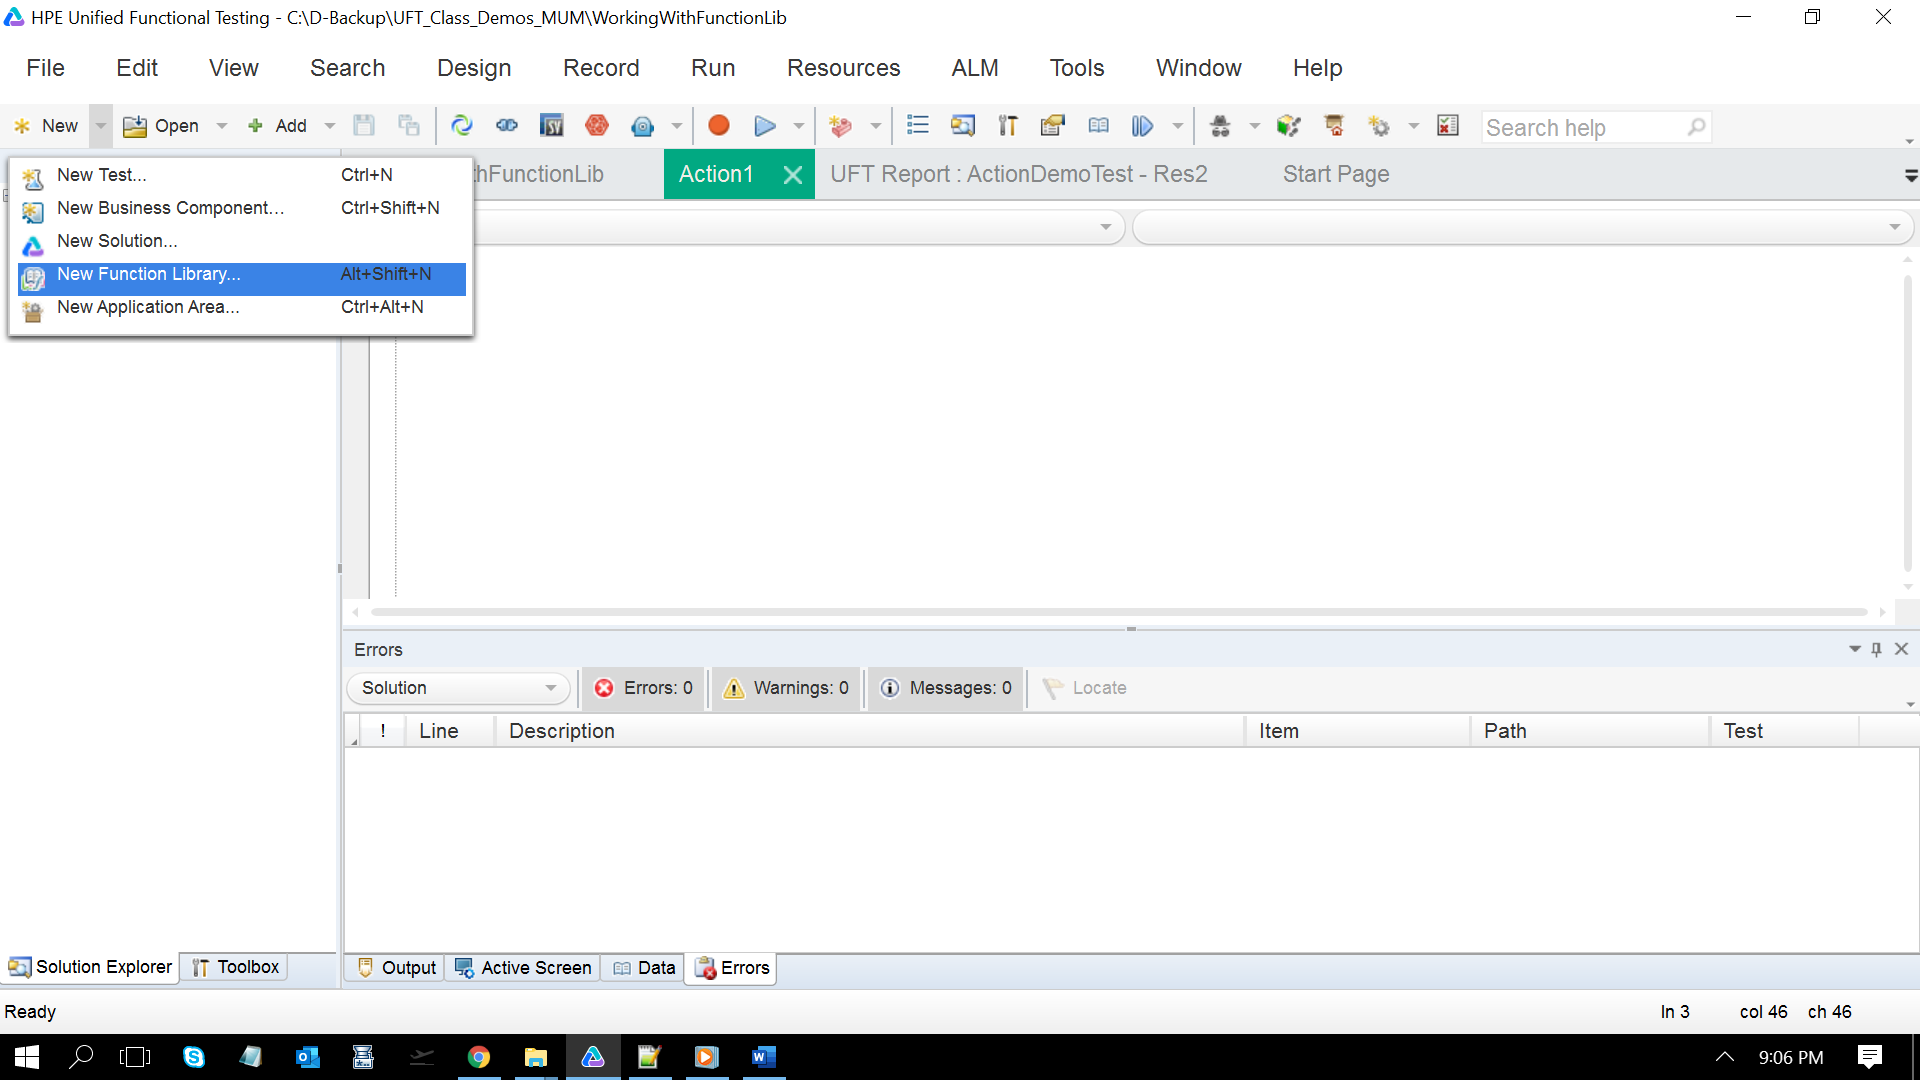 HPE Unified Functional Testing - C:\D-Backup\UFT_Class_Demos_MUM\WorkingWithFunctionLib
File Edit View Search Design Record Run Resources ALM Tools Window Help
New Open Add Search help
thFunctionLib Action1 UFT Report : ActionDemoTest - Res2 Start Page
New Test... Ctrl+N
New Business Component... Ctrl+Shift+N
New Solution...
New Function Library... Alt+Shift+N
New Application Area... Ctrl+Alt+N
Errors
Solution Errors: 0 Warnings: 0 Messages: 0 Locate
! Line Description Item Path Test
Solution Explorer Toolbox Output Active Screen Data Errors
Ready ln 3 col 46 ch 46
9:06 PM